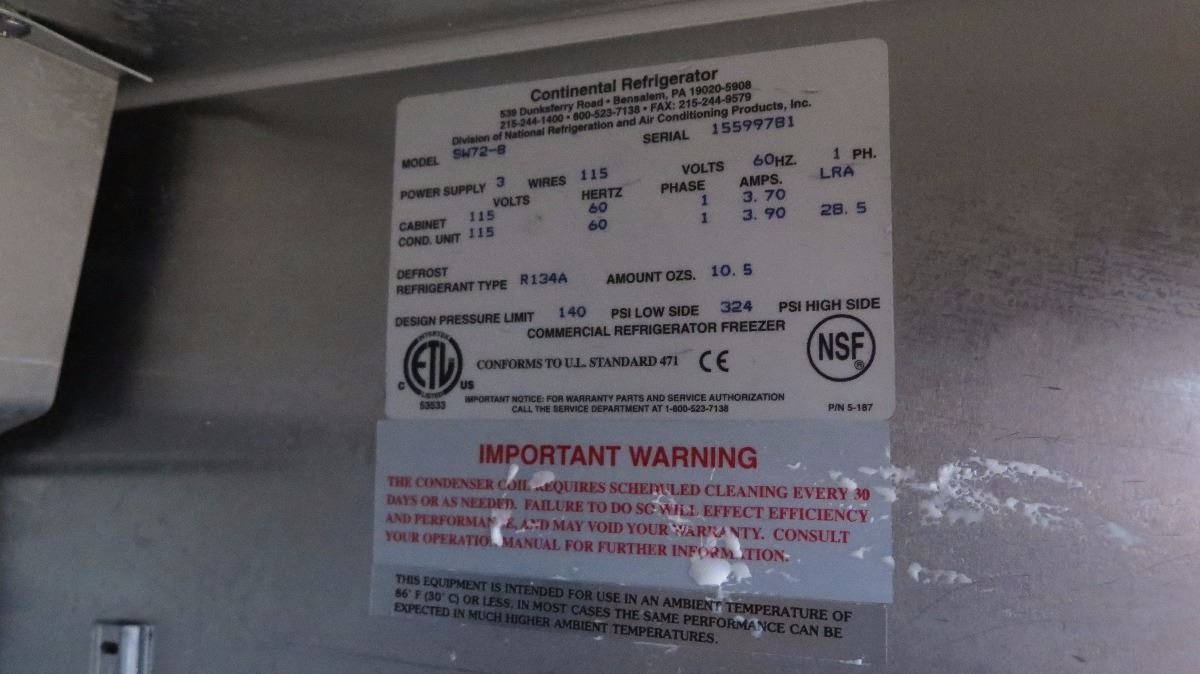 Continental Refrigerator
539 Dunksferry Road • Bensalem, PA 19020-5908
215-244-1400 • 800-523-7138 • FAX: 215-244-9579
Division of National Refrigeration and Air Conditioning Products, Inc.
MODEL SW72-8 SERIAL 15599781
POWER SUPPLY 3 WIRES 115 VOLTS 60HZ. 1 PH.
VOLTS HERTZ PHASE AMPS. LRA
CABINET 115 60 1 3.70
COND. UNIT 115 60 1 3.90 28.5
DEFROST
REFRIGERANT TYPE R134A AMOUNT OZS. 10.5
DESIGN PRESSURE LIMIT 140 PSI LOW SIDE 324 PSI HIGH SIDE
COMMERCIAL REFRIGERATOR FREEZER
INTERTEK
ETL
C US
LISTED
53533
CONFORMS TO U.L. STANDARD 471 CE
NSF®
IMPORTANT NOTICE: FOR WARRANTY PARTS AND SERVICE AUTHORIZATION
CALL THE SERVICE DEPARTMENT AT 1-800-523-7138
P/N 5-187
IMPORTANT WARNING
THE CONDENSER COIL REQUIRES SCHEDULED CLEANING EVERY 30
DAYS OR AS NEEDED. FAILURE TO DO SO WILL EFFECT EFFICIENCY
AND PERFORMANCE, AND MAY VOID YOUR WARRANTY. CONSULT
YOUR OPERATION MANUAL FOR FURTHER INFORMATION.
THIS EQUIPMENT IS INTENDED FOR USE IN AN AMBIENT TEMPERATURE OF
86° F (30° C) OR LESS. IN MOST CASES THE SAME PERFORMANCE CAN BE
EXPECTED IN MUCH HIGHER AMBIENT TEMPERATURES.